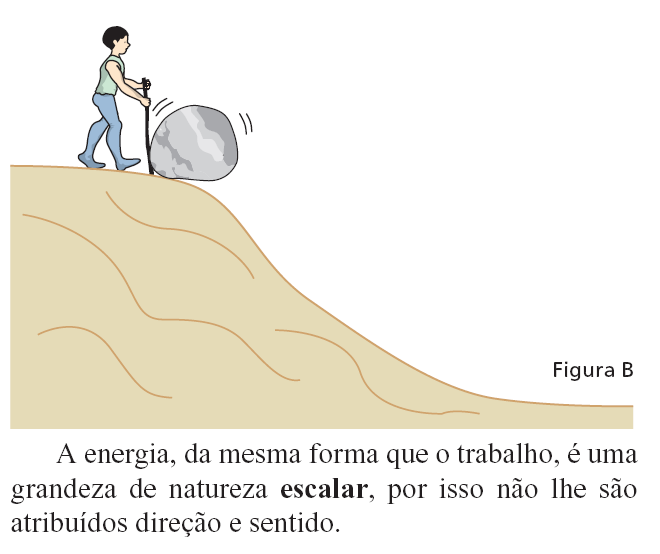 Figura B
A energia, da mesma forma que o trabalho, é uma
grandeza de natureza escalar, por isso não lhe são
atribuídos direção e sentido.